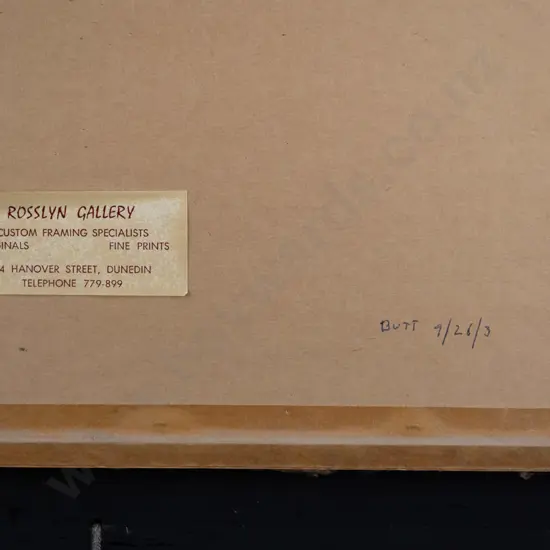 ROSSLYN GALLERY
CUSTOM FRAMING SPECIALISTS
INALS FINE PRINTS
4 HANOVER STREET, DUNEDIN
TELEPHONE 779-899
BUTT 9/26/3